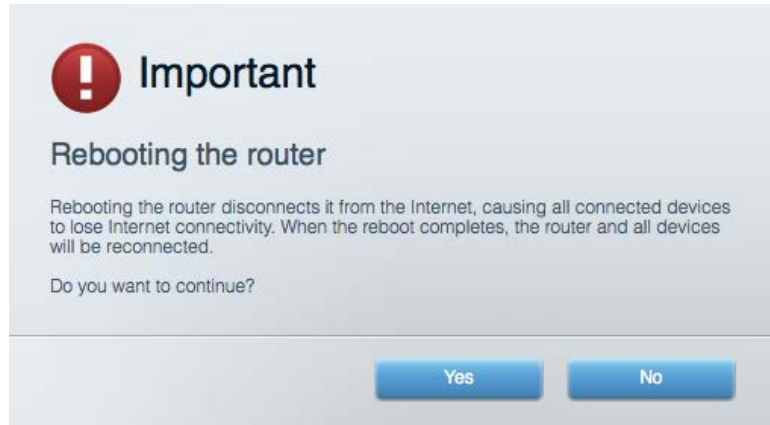 Important
Rebooting the router
Rebooting the router disconnects it from the Internet, causing all connected devices
to lose Internet connectivity. When the reboot completes, the router and all devices
will be reconnected.
Do you want to continue?
Yes
No